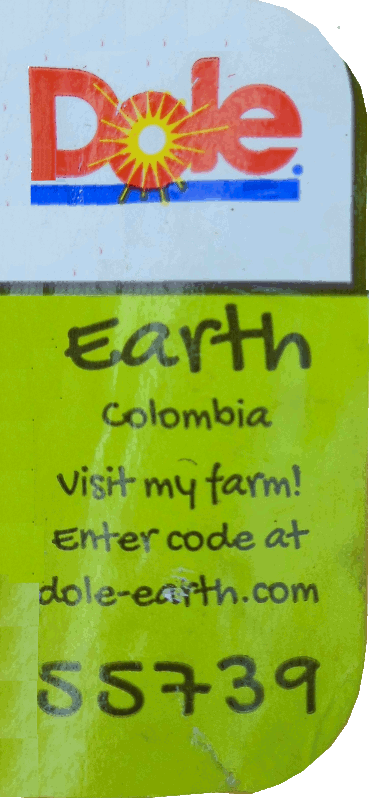 Dole
Earth
Colombia
Visit my farm!
Enter code at
dole-earth.com
55739